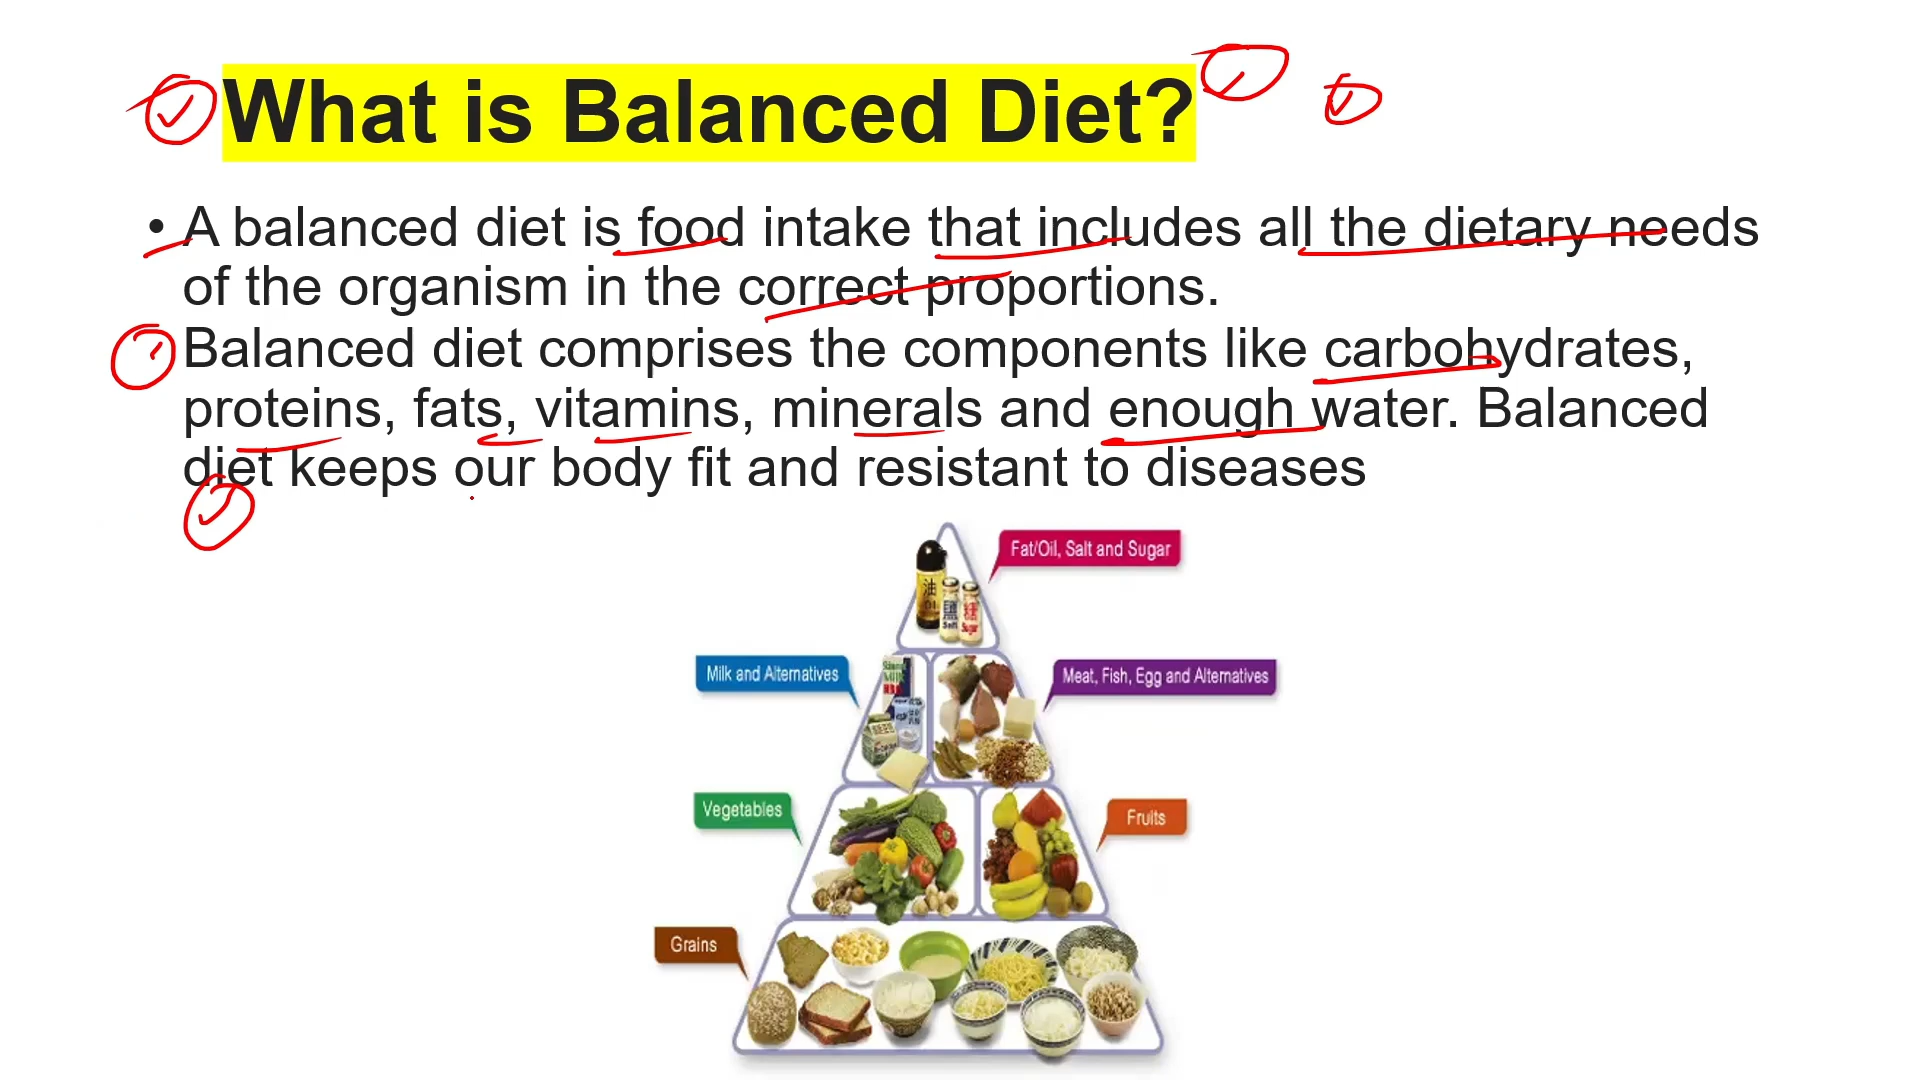 What is Balanced Diet?
• A balanced diet is food intake that includes all the dietary needs
of the organism in the correct proportions.
Balanced diet comprises the components like carbohydrates,
proteins, fats, vitamins, minerals and enough water. Balanced
diet keeps our body fit and resistant to diseases
Fat/Oil, Salt and Sugar
油
Salt
Sugar
Milk and Alternatives
Meat, Fish, Egg and Alternatives
Vegetables
Fruits
Grains